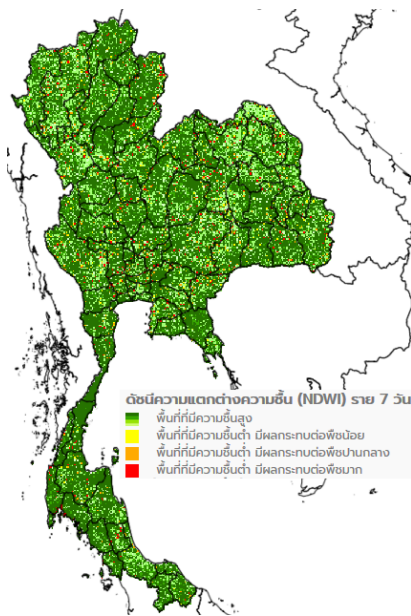 ดัชนีความแตกต่างความชื้น (NDWI) ราย 7 วัน
พื้นที่ที่มีความชื้นสูง
พื้นที่ที่มีความชื้นต่ำ มีผลกระทบต่อพืชน้อย
พื้นที่ที่มีความชื้นต่ำ มีผลกระทบต่อพืชปานกลาง
พื้นที่ที่มีความชื้นต่ำ มีผลกระทบต่อพืชมาก